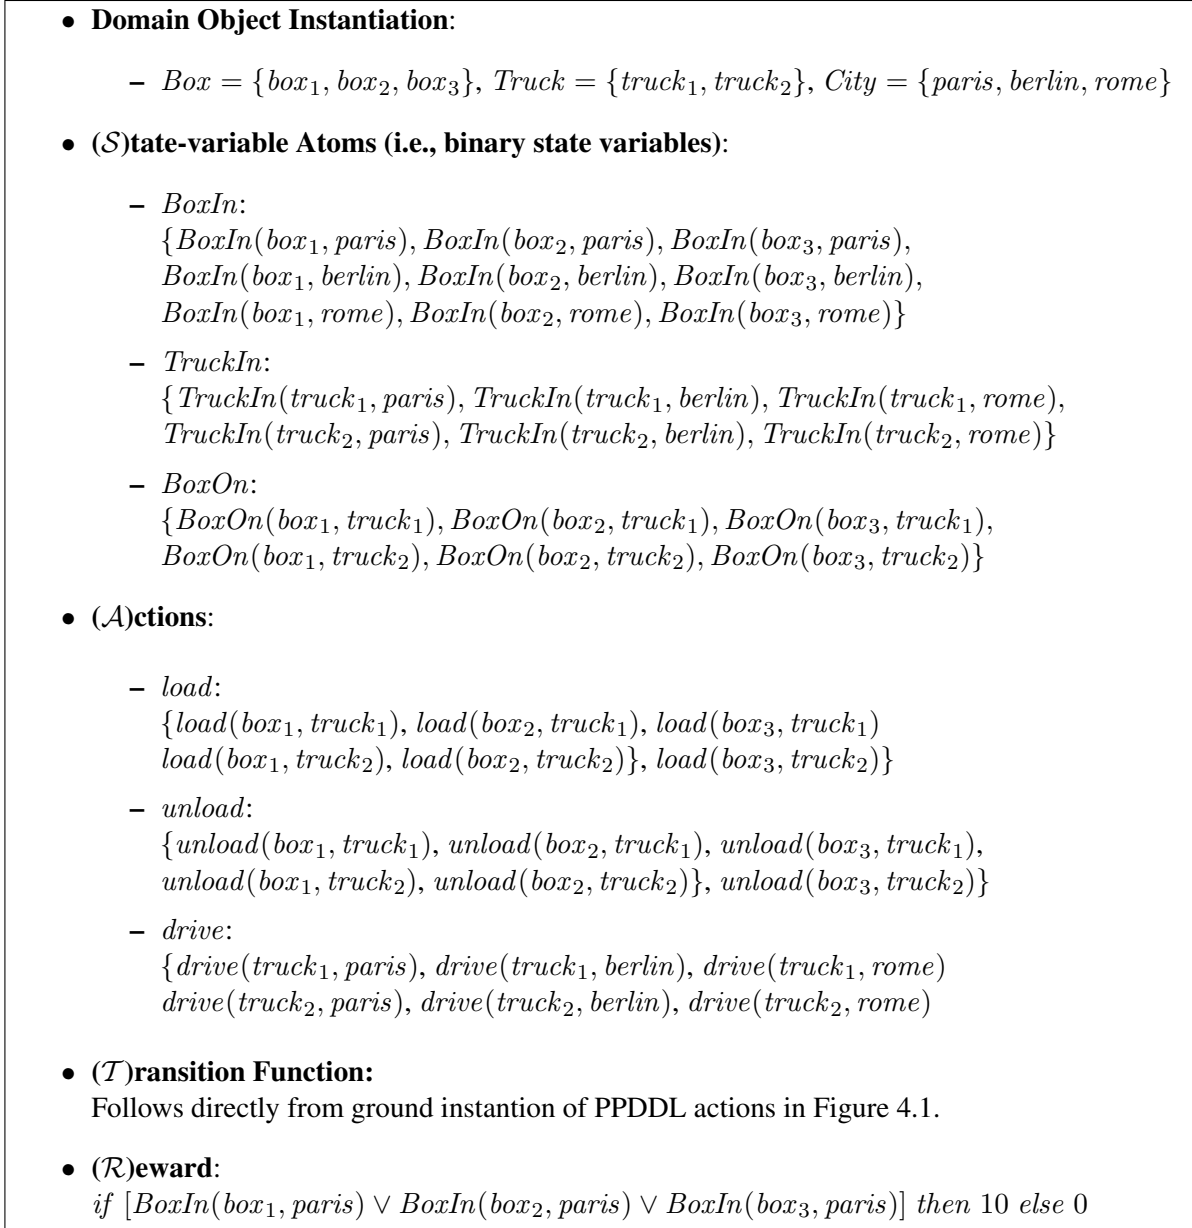 • Domain Object Instantiation:
– Box = {box₁, box₂, box₃}, Truck = {truck₁, truck₂}, City = {paris, berlin, rome}
• (𝒮)tate-variable Atoms (i.e., binary state variables):
– BoxIn:
{BoxIn(box₁, paris), BoxIn(box₂, paris), BoxIn(box₃, paris),
BoxIn(box₁, berlin), BoxIn(box₂, berlin), BoxIn(box₃, berlin),
BoxIn(box₁, rome), BoxIn(box₂, rome), BoxIn(box₃, rome)}
– TruckIn:
{TruckIn(truck₁, paris), TruckIn(truck₁, berlin), TruckIn(truck₁, rome),
TruckIn(truck₂, paris), TruckIn(truck₂, berlin), TruckIn(truck₂, rome)}
– BoxOn:
{BoxOn(box₁, truck₁), BoxOn(box₂, truck₁), BoxOn(box₃, truck₁),
BoxOn(box₁, truck₂), BoxOn(box₂, truck₂), BoxOn(box₃, truck₂)}
• (𝒜)ctions:
– load:
{load(box₁, truck₁), load(box₂, truck₁), load(box₃, truck₁)
load(box₁, truck₂), load(box₂, truck₂)}, load(box₃, truck₂)}
– unload:
{unload(box₁, truck₁), unload(box₂, truck₁), unload(box₃, truck₁),
unload(box₁, truck₂), unload(box₂, truck₂)}, unload(box₃, truck₂)}
– drive:
{drive(truck₁, paris), drive(truck₁, berlin), drive(truck₁, rome)
drive(truck₂, paris), drive(truck₂, berlin), drive(truck₂, rome)
• (𝒯)ransition Function:
Follows directly from ground instantion of PPDDL actions in Figure 4.1.
• (ℛ)eward:
if [BoxIn(box₁, paris) ∨ BoxIn(box₂, paris) ∨ BoxIn(box₃, paris)] then 10 else 0